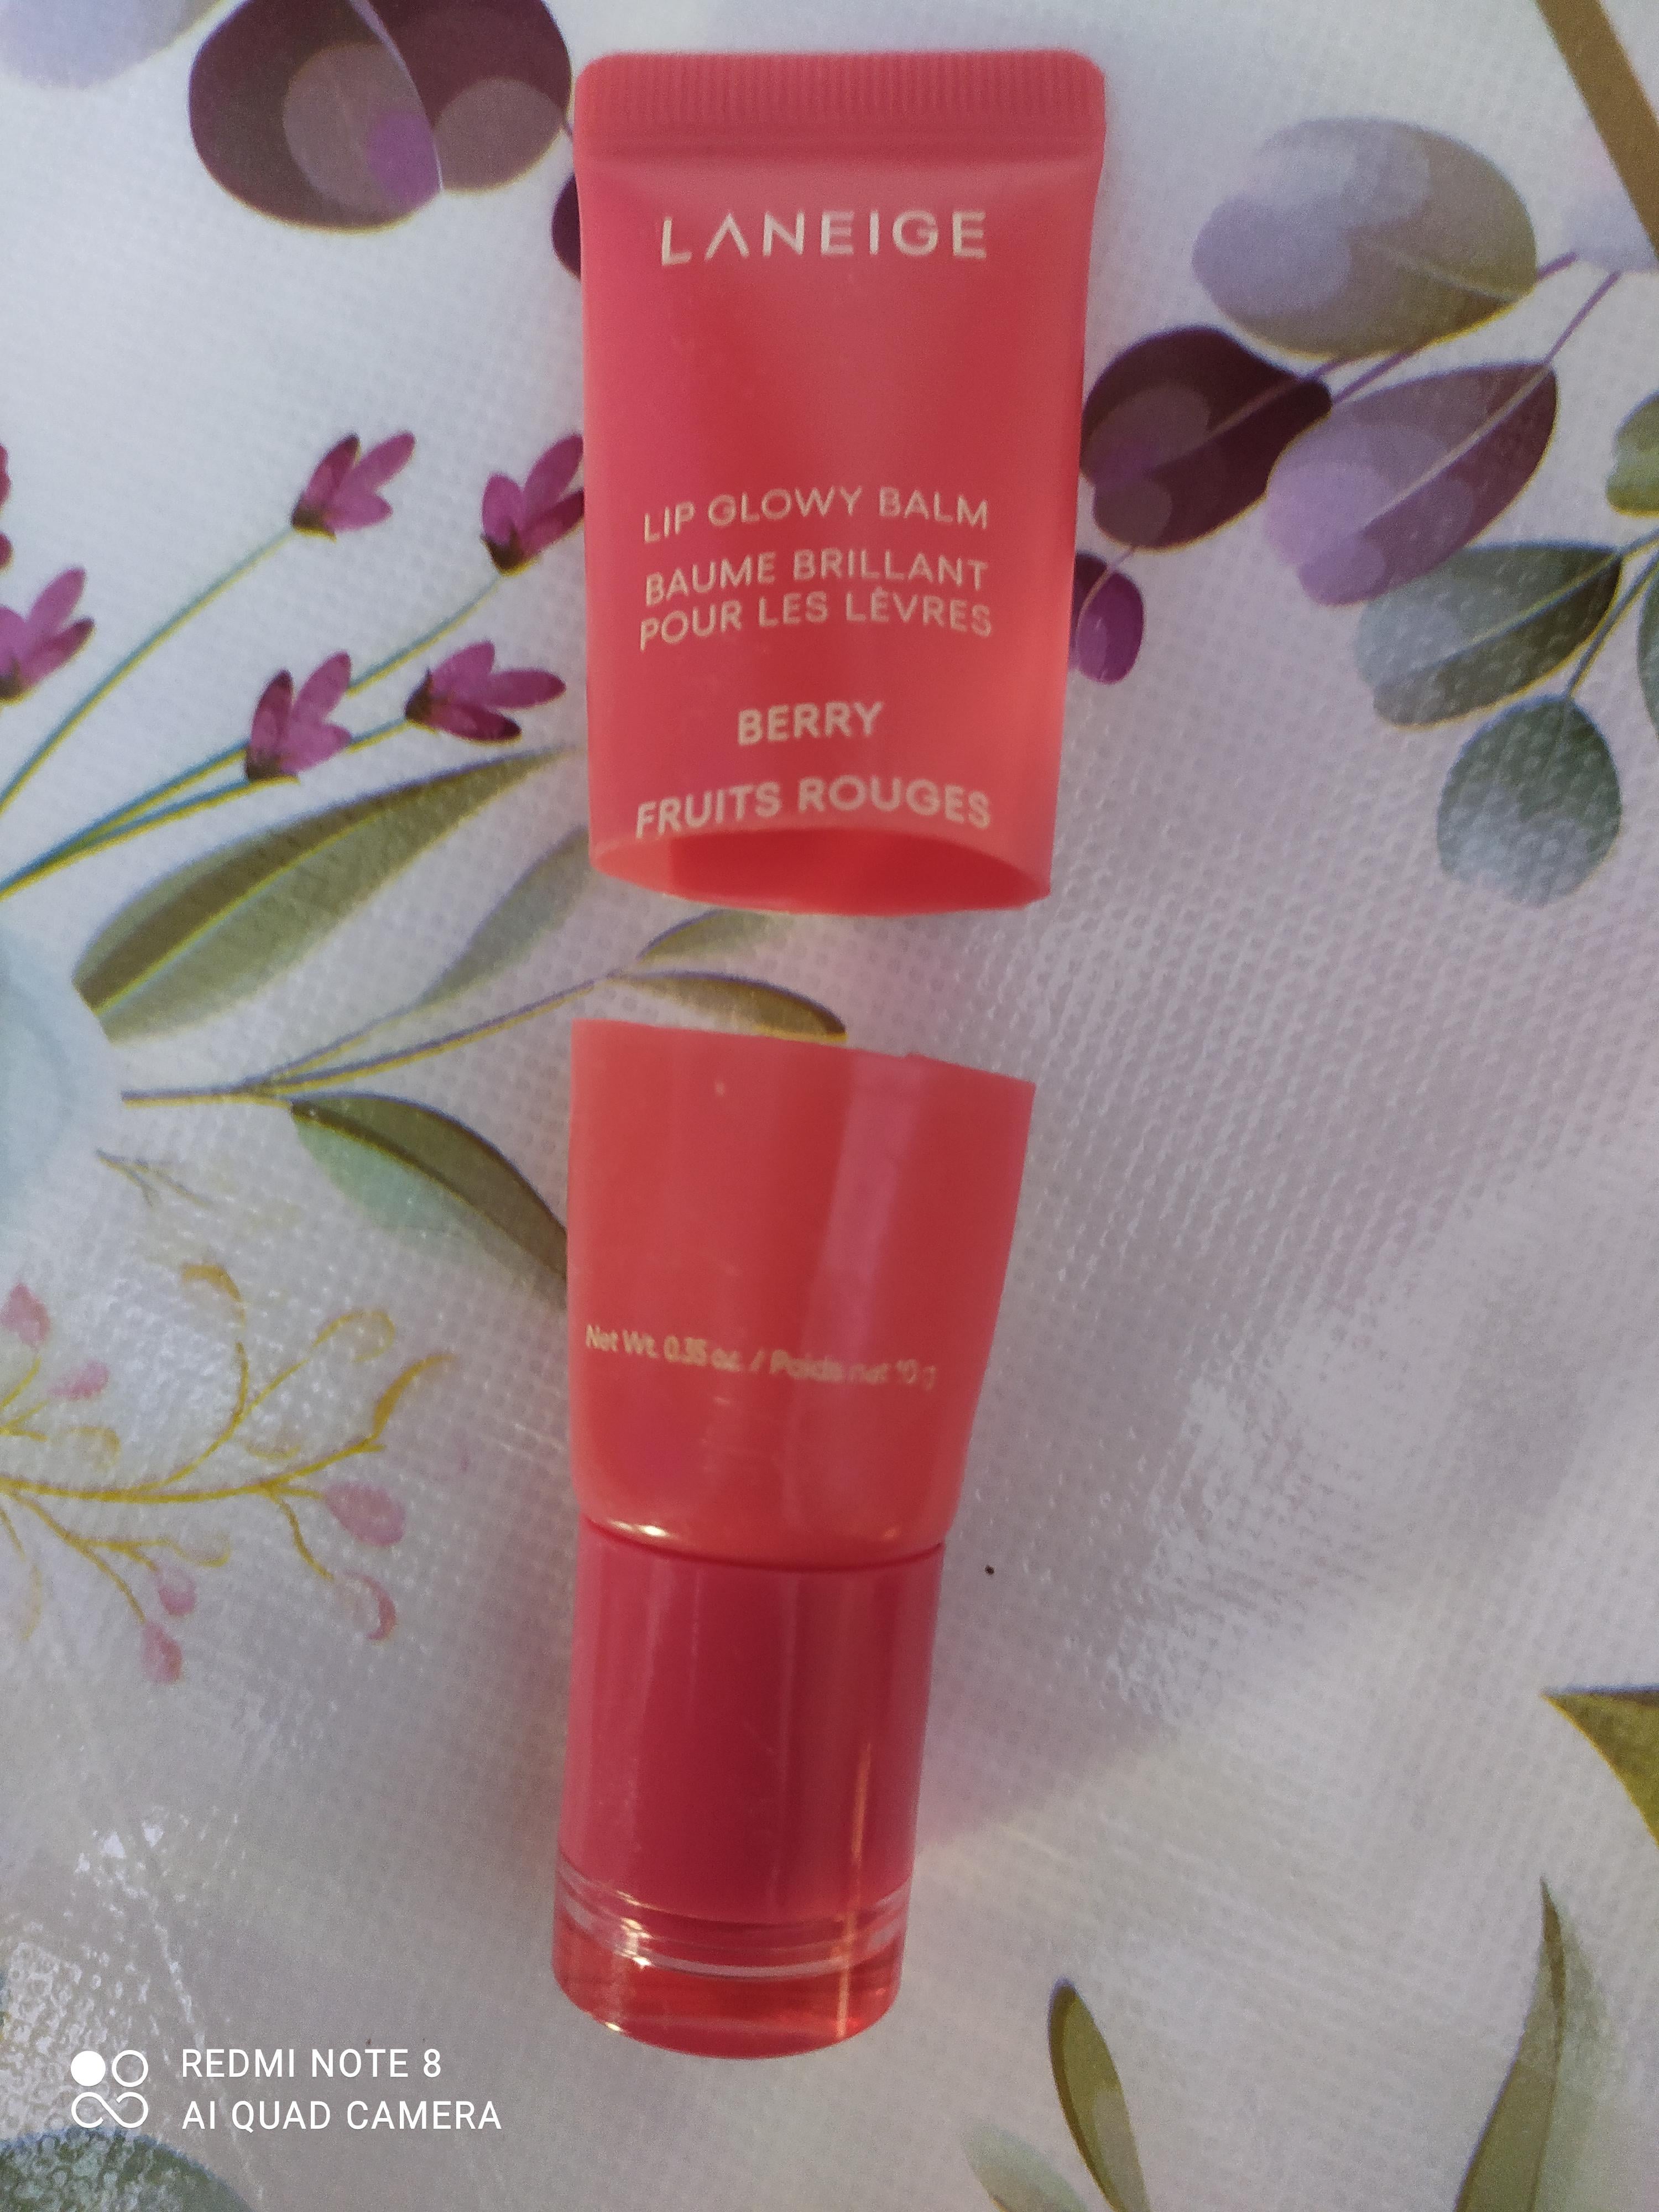 LANEIGE
LIP GLOWY BALM
BAUME BRILLANT
POUR LES LÈVRES
BERRY
FRUITS ROUGES
Net Wt. 0.35 oz. / Poids net 10 g
REDMI NOTE 8
AI QUAD CAMERA